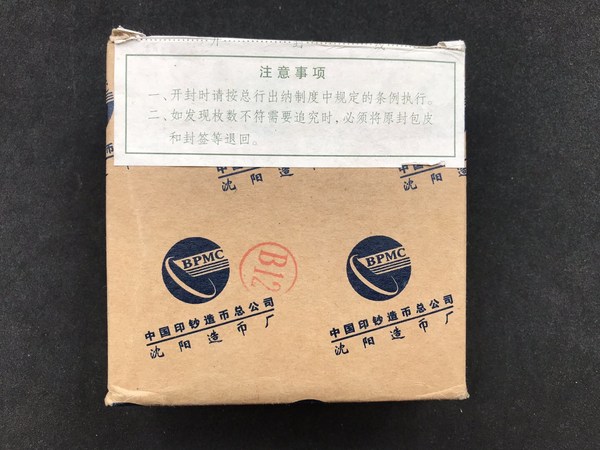 开 封
注意事项
一、开封时请按总行出纳制度中规定的条例执行。
二、如发现枚数不符需要追究时，必须将原封包皮
和封签等退回。
沈阳造
沈阳
BPMC
中国印钞造币总公司
沈阳造币厂
B12
BPMC
中国印钞造币总公司
沈阳造币厂